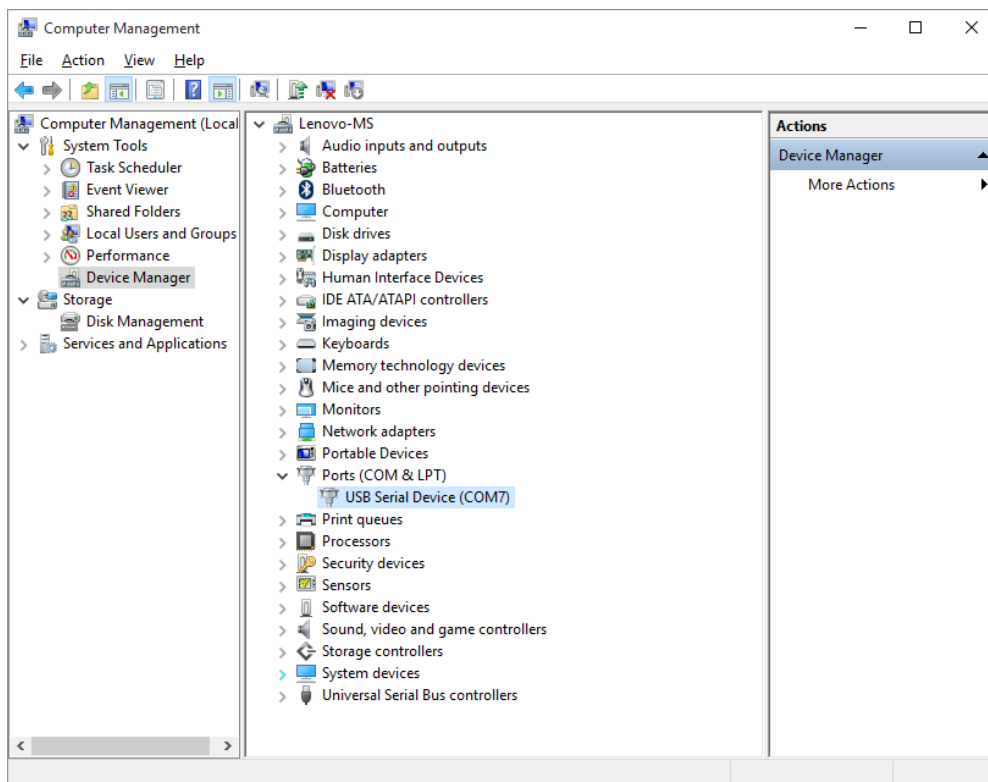 Computer Management
File Action View Help
Computer Management (Local
System Tools
Task Scheduler
Event Viewer
Shared Folders
Local Users and Groups
Performance
Device Manager
Storage
Disk Management
Services and Applications
Lenovo-MS
Audio inputs and outputs
Batteries
Bluetooth
Computer
Disk drives
Display adapters
Human Interface Devices
IDE ATA/ATAPI controllers
Imaging devices
Keyboards
Memory technology devices
Mice and other pointing devices
Monitors
Network adapters
Portable Devices
Ports (COM & LPT)
USB Serial Device (COM7)
Print queues
Processors
Security devices
Sensors
Software devices
Sound, video and game controllers
Storage controllers
System devices
Universal Serial Bus controllers
Actions
Device Manager
More Actions